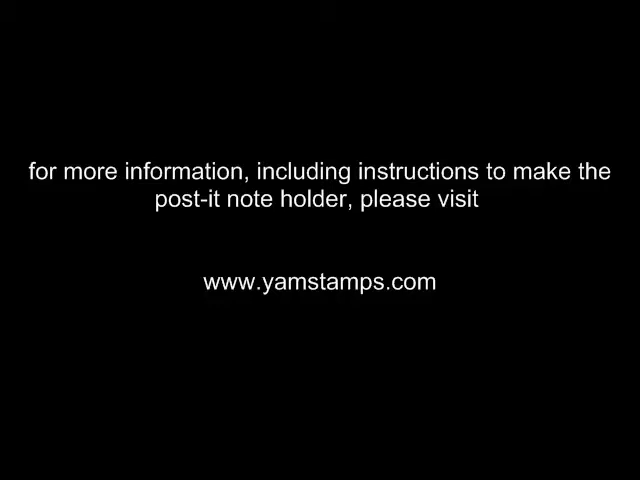 for more information, including instructions to make the
post-it note holder, please visit
www.yamstamps.com